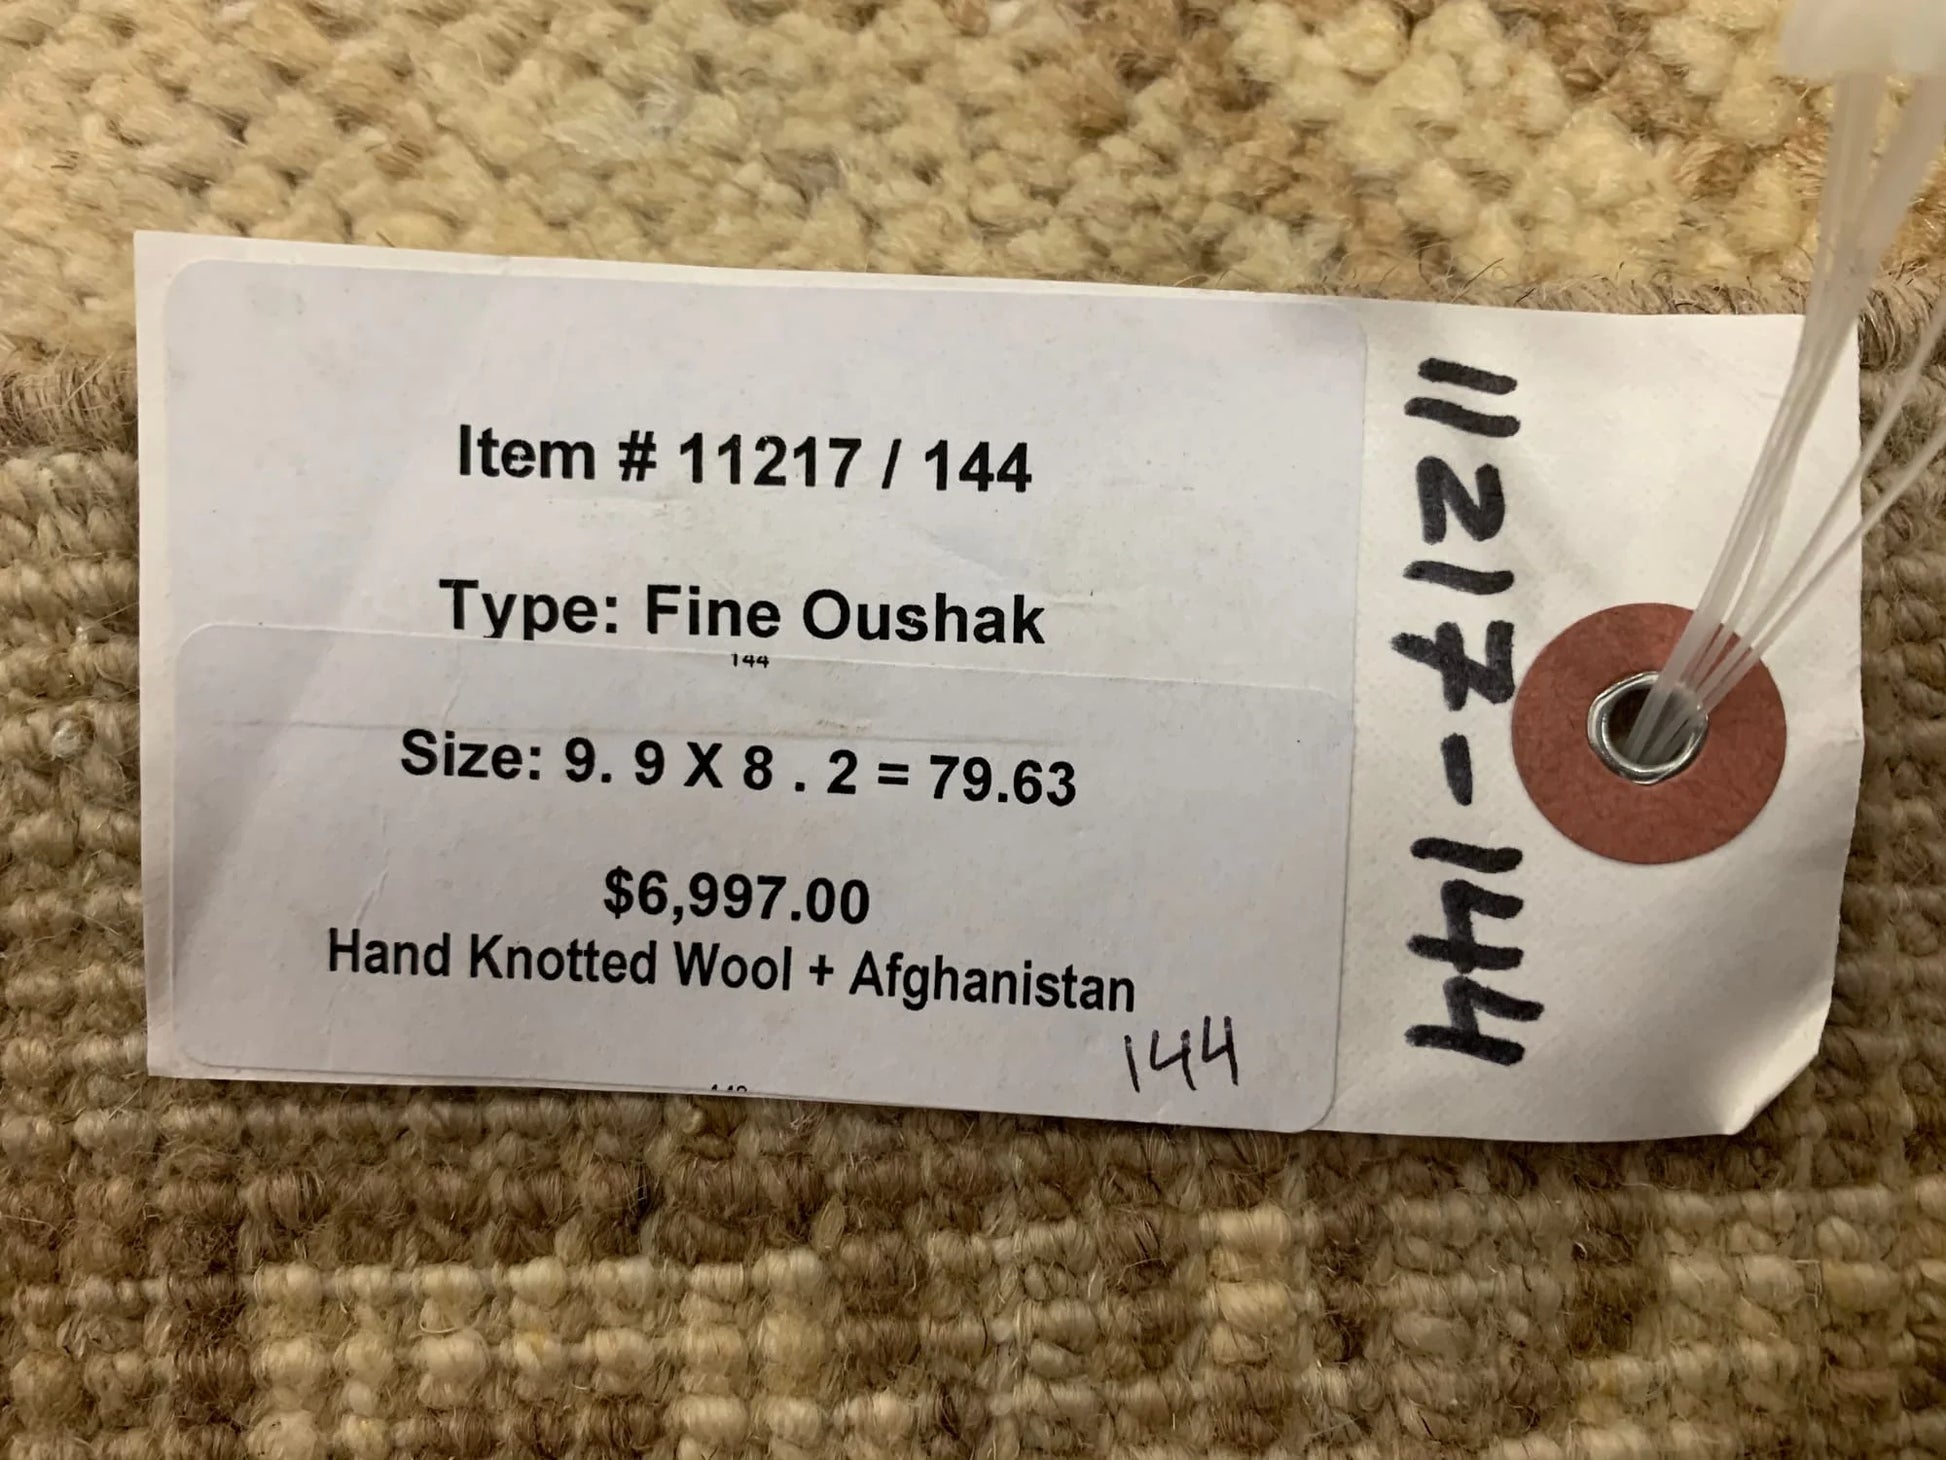 Item # 11217 / 144
Type: Fine Oushak
144
Size: 9. 9 X 8 . 2 = 79.63
$6,997.00
Hand Knotted Wool + Afghanistan
144
11217-144